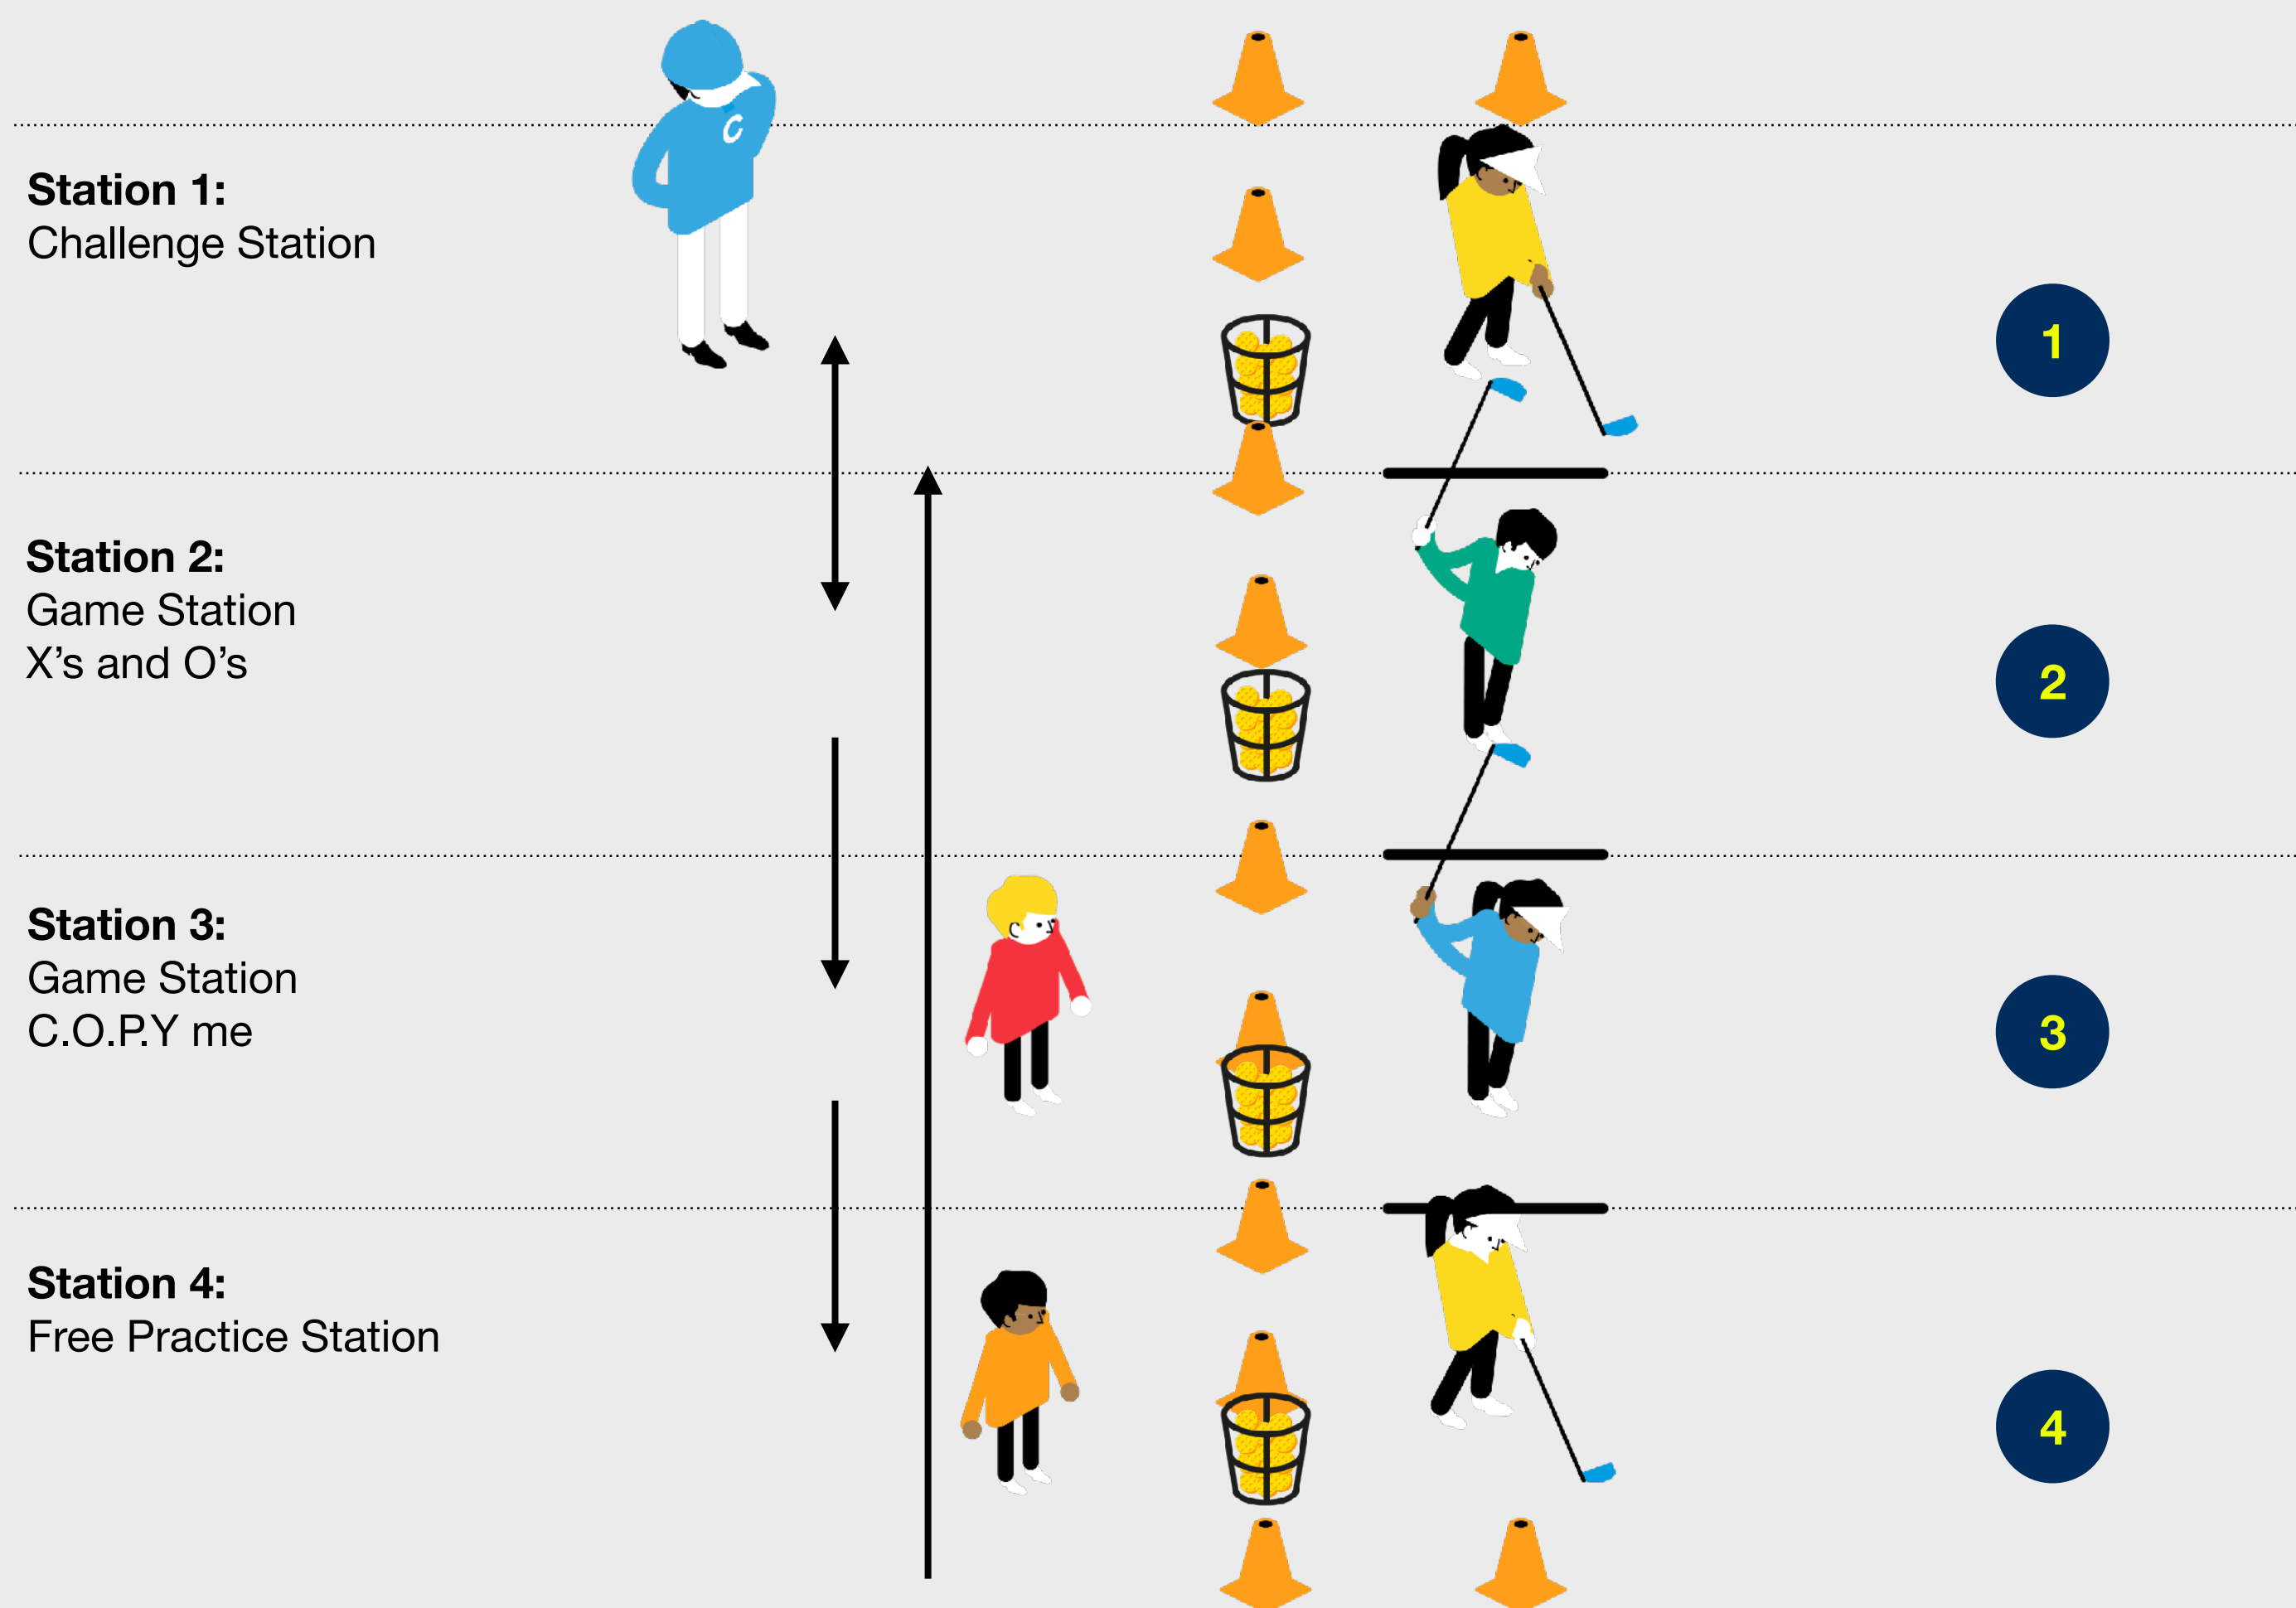 C
Station 1:
Challenge Station
1
Station 2:
Game Station
X’s and O’s
2
Station 3:
Game Station
C.O.P.Y me
3
Station 4:
Free Practice Station
4